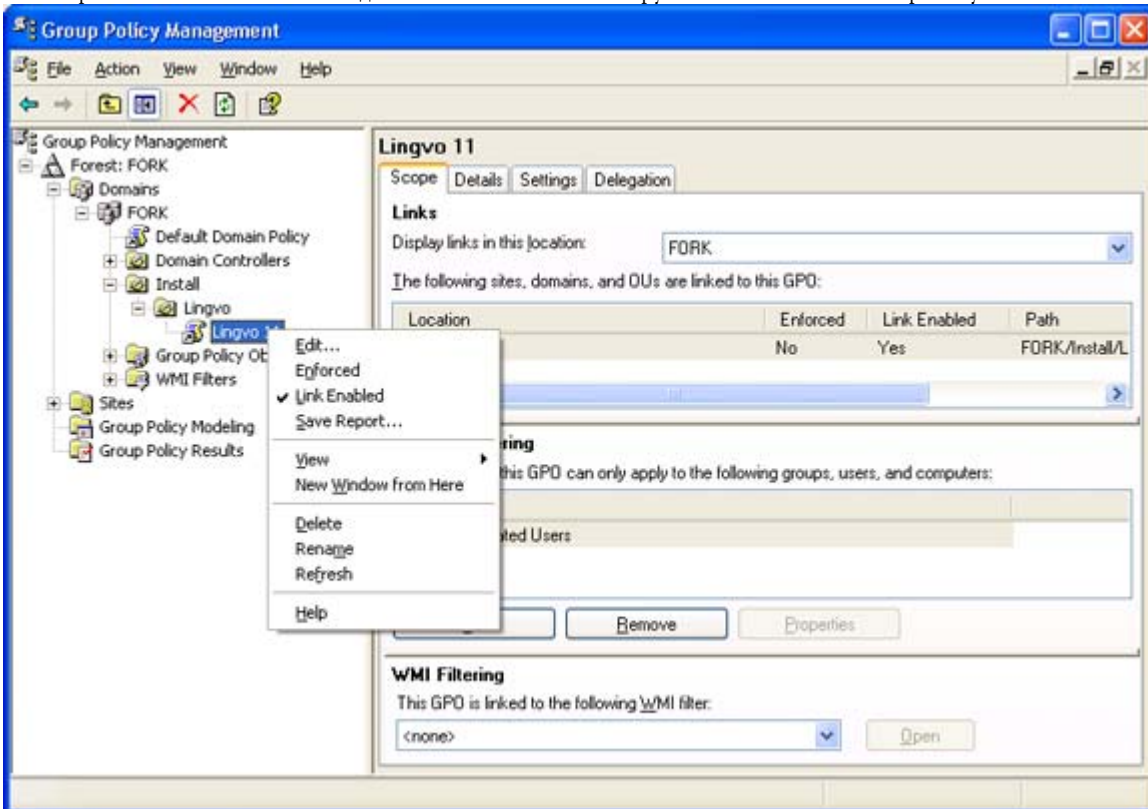 Group Policy Management
File Action View Window Help
Group Policy Management
Forest: FORK
Domains
FORK
Default Domain Policy
Domain Controllers
Install
Lingvo
Lingvo 11
Group Policy Ob
WMI Filters
Sites
Group Policy Modeling
Group Policy Results
Edit...
Enforced
Link Enabled
Save Report...
View
New Window from Here
Delete
Rename
Refresh
Help
Lingvo 11
Scope Details Settings Delegation
Links
Display links in this location: FORK
The following sites, domains, and OUs are linked to this GPO:
Location Enforced Link Enabled Path
No Yes FORK/Install/L
ring
this GPO can only apply to the following groups, users, and computers:
ted Users
Remove Properties
WMI Filtering
This GPO is linked to the following WMI filter:
<none> Open